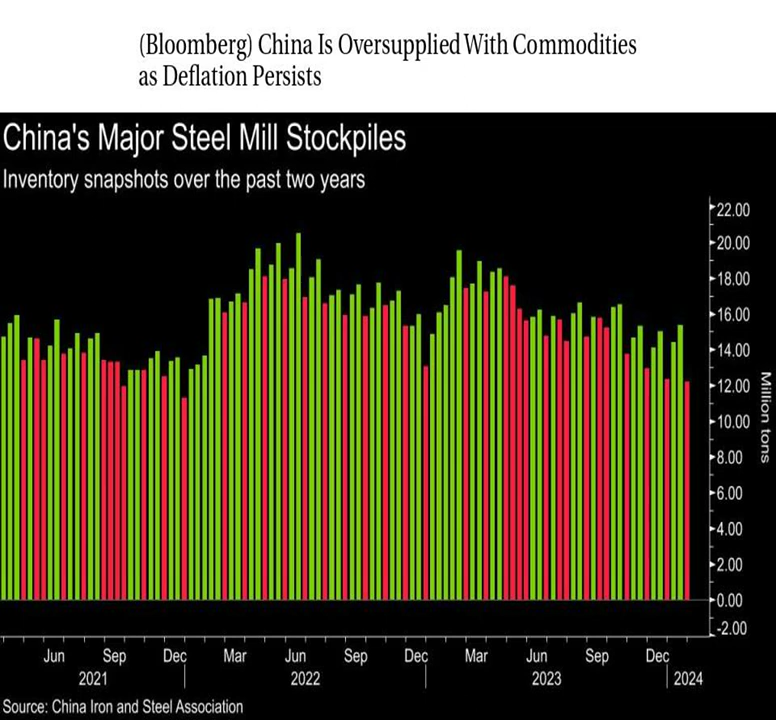 (Bloomberg) China Is Oversupplied With Commodities
as Deflation Persists
China's Major Steel Mill Stockpiles
Inventory snapshots over the past two years
22.00
20.00
18.00
16.00
14.00
12.00
10.00
8.00
6.00
4.00
2.00
0.00
-2.00
Million tons
Jun Sep Dec Mar Jun Sep Dec Mar Jun Sep Dec
2021 2022 2023 2024
Source: China Iron and Steel Association